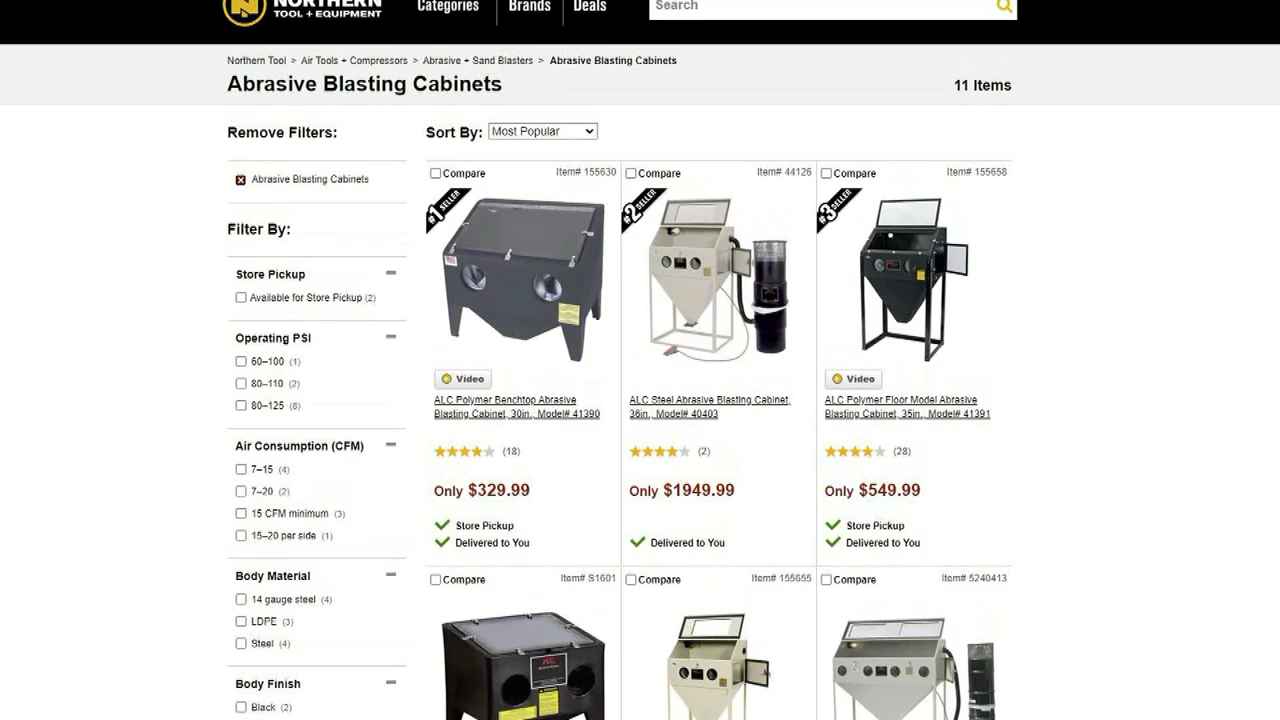 NORTHERN
TOOL + EQUIPMENT
Categories
Brands
Deals
Search
Northern Tool > Air Tools + Compressors > Abrasive + Sand Blasters > Abrasive Blasting Cabinets
Abrasive Blasting Cabinets
11 Items
Remove Filters:
Abrasive Blasting Cabinets
Filter By:
Store Pickup
Available for Store Pickup (2)
Operating PSI
60–100 (1)
80–110 (2)
80–125 (8)
Air Consumption (CFM)
7–15 (4)
7–20 (2)
15 CFM minimum (3)
15–20 per side (1)
Body Material
14 gauge steel (4)
LDPE (3)
Steel (4)
Body Finish
Black (2)
Sort By: Most Popular
Compare Item# 155630
#1 SELLER
Video
ALC Polymer Benchtop Abrasive
Blasting Cabinet, 30in., Model# 41390
(18)
Only $329.99
Store Pickup
Delivered to You
Compare Item# 44126
#2 SELLER
ALC Steel Abrasive Blasting Cabinet,
36in., Model# 40403
(2)
Only $1949.99
Delivered to You
Compare Item# 155658
#3 SELLER
Video
ALC Polymer Floor Model Abrasive
Blasting Cabinet, 35in., Model# 41391
(28)
Only $549.99
Store Pickup
Delivered to You
Compare Item# S1601
ALC
Compare Item# 155655
Compare Item# 5240413